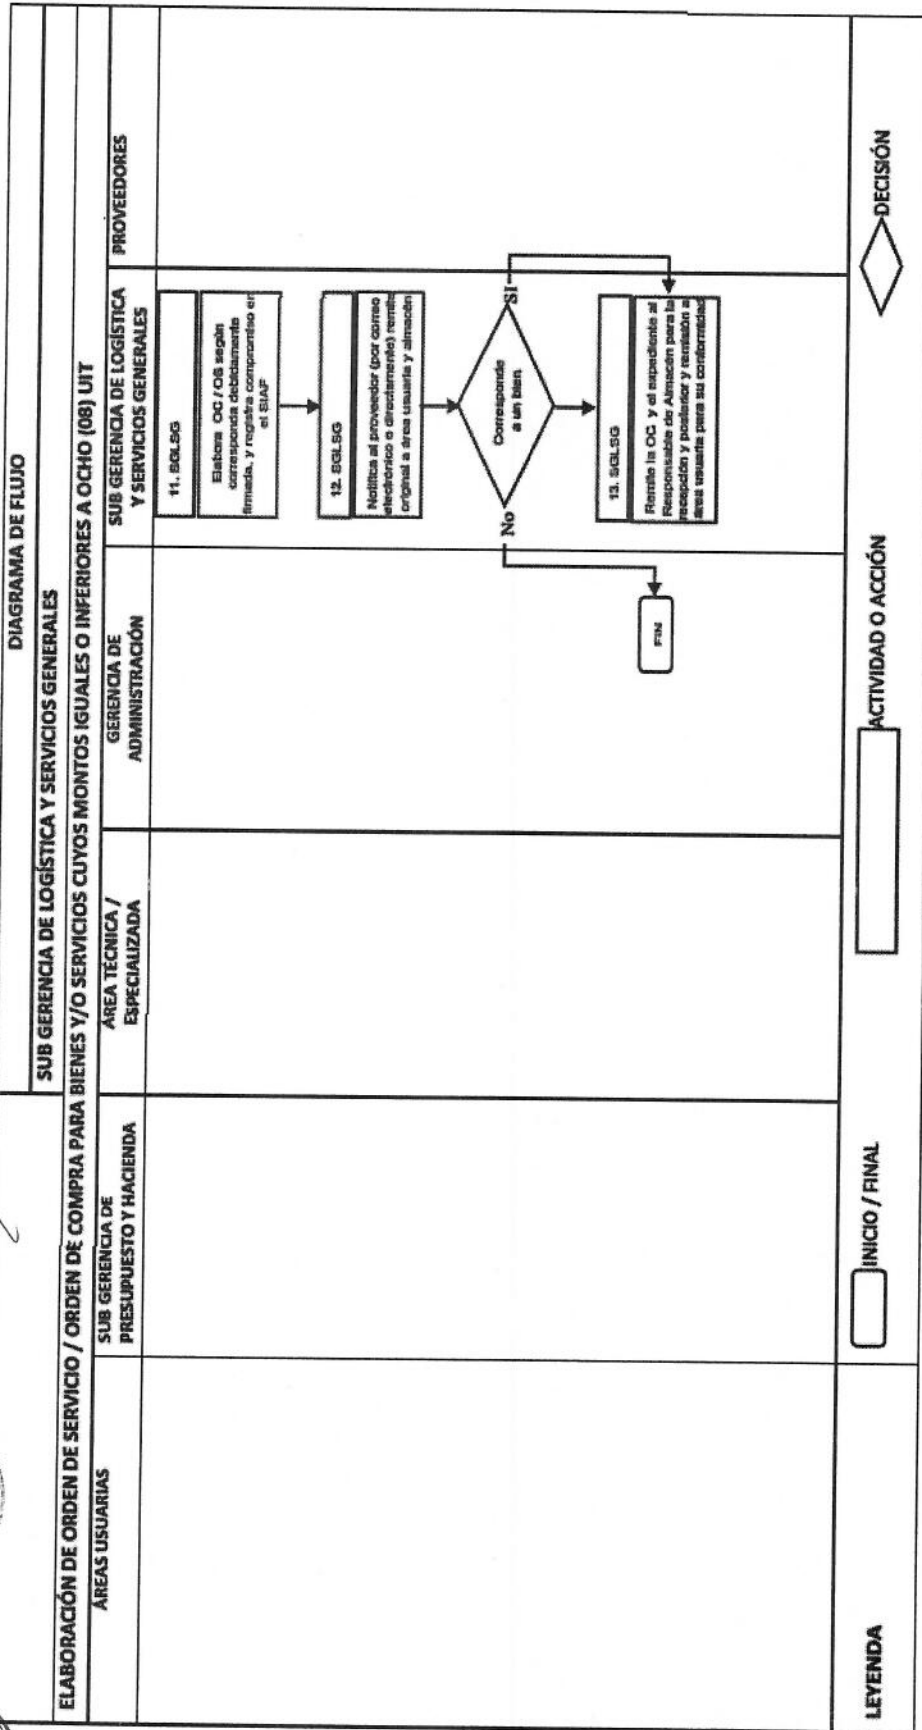 DIAGRAMA DE FLUJO
SUB GERENCIA DE LOGÍSTICA Y SERVICIOS GENERALES
ELABORACIÓN DE ORDEN DE SERVICIO / ORDEN DE COMPRA PARA BIENES Y/O SERVICIOS CUYOS MONTOS IGUALES O INFERIORES A OCHO (08) UIT
ÁREAS USUARIAS
SUB GERENCIA DE
PRESUPUESTO Y HACIENDA
ÁREA TÉCNICA /
ESPECIALIZADA
GERENCIA DE
ADMINISTRACIÓN
SUB GERENCIA DE LOGÍSTICA
Y SERVICIOS GENERALES
PROVEEDORES
11. SGLSG
Elabora OC / OS según
corresponda debidamente
firmada, y registra compromiso en
el SIAF
12. SGLSG
Notifica al proveedor (por correo
electrónico o directamente) remite
original a área usuaria y almacén
Corresponde
a un bien
No
SI
FIN
13. SGLSG
Remite la OC y el expediente al
Responsable de Almacén para la
recepción y posterior y remisión a
área usuaria para su conformidad
LEYENDA
INICIO / FINAL
ACTIVIDAD O ACCIÓN
DECISIÓN